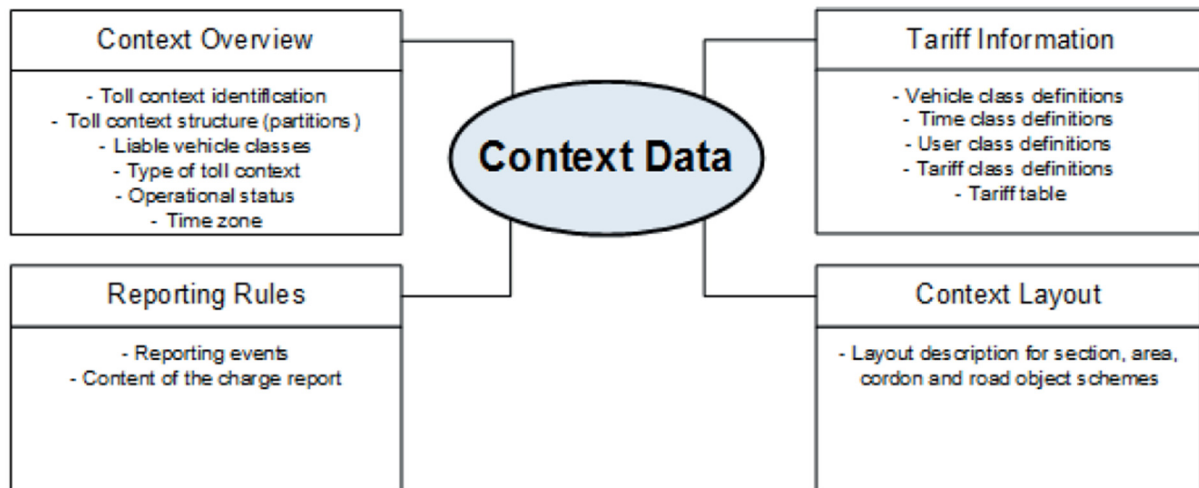 Context Overview
- Toll context identification
- Toll context structure (partitions)
- Liable vehicle classes
- Type of toll context
- Operational status
- Time zone
Context Data
Tariff Information
- Vehicle class definitions
- Time class definitions
- User class definitions
- Tariff class definitions
- Tariff table
Reporting Rules
- Reporting events
- Content of the charge report
Context Layout
- Layout description for section, area,
cordon and road object schemes